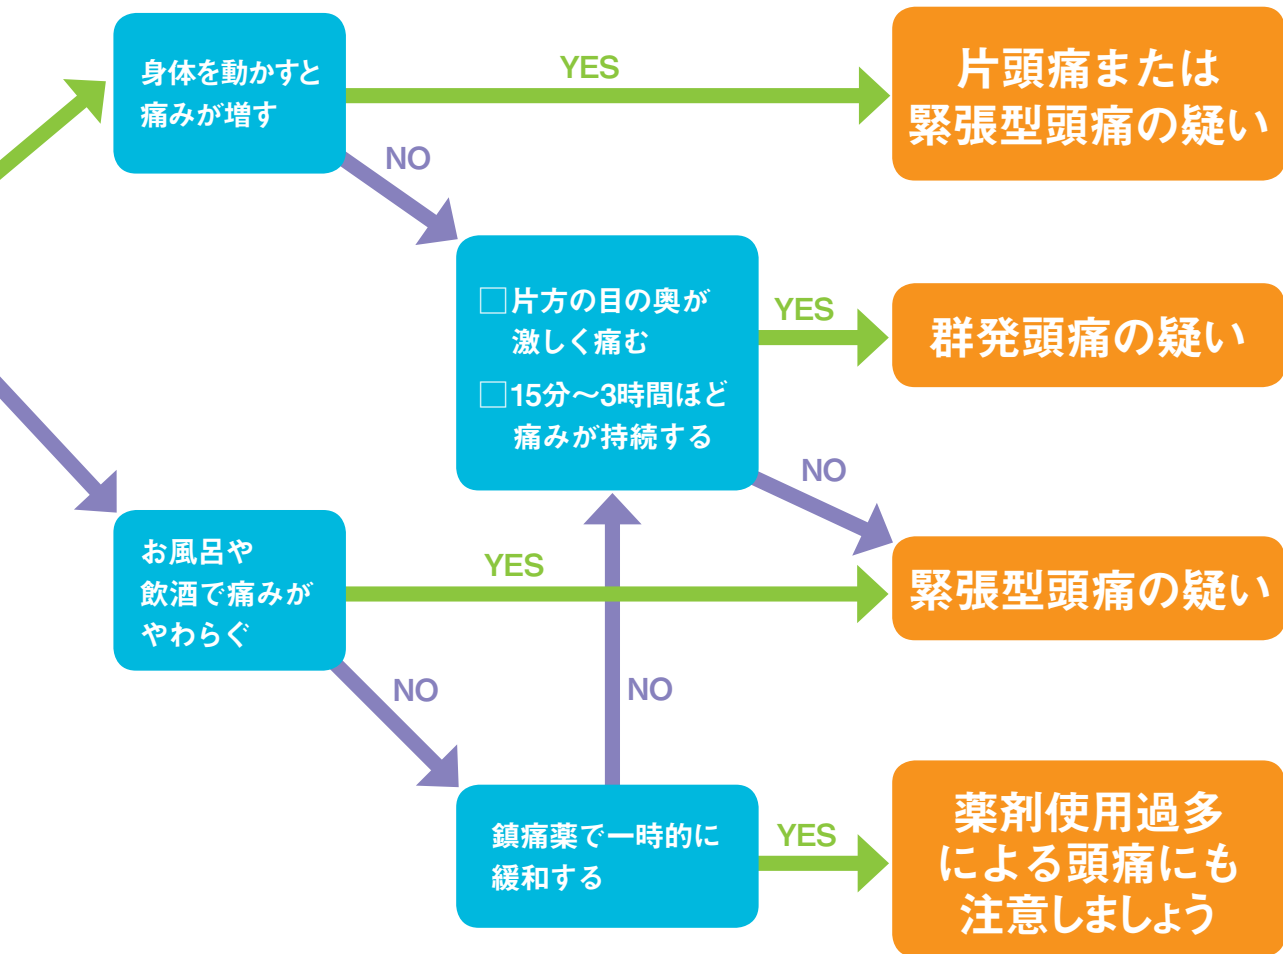 身体を動かすと
痛みが増す
YES
片頭痛または
緊張型頭痛の疑い
NO
□片方の目の奥が
激しく痛む
□15分〜3時間ほど
痛みが持続する
YES
群発頭痛の疑い
NO
お風呂や
飲酒で痛みが
やわらぐ
YES
緊張型頭痛の疑い
NO
NO
鎮痛薬で一時的に
緩和する
YES
薬剤使用過多
による頭痛にも
注意しましょう